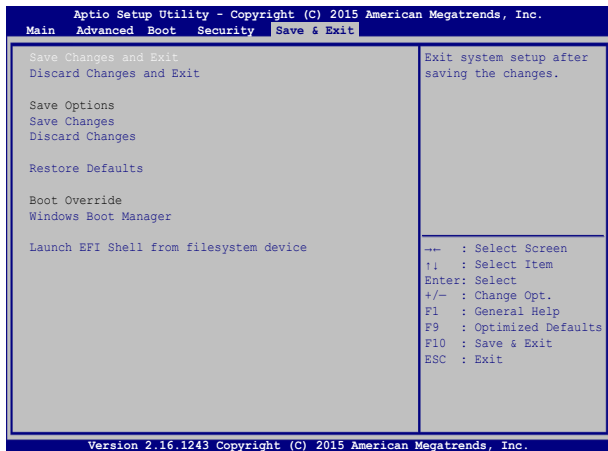 Aptio Setup Utility - Copyright (C) 2015 American Megatrends, Inc.
Main Advanced Boot Security Save & Exit
Save Changes and Exit
Discard Changes and Exit
Save Options
Save Changes
Discard Changes
Restore Defaults
Boot Override
Windows Boot Manager
Launch EFI Shell from filesystem device
Exit system setup after
saving the changes.
→← : Select Screen
↑↓ : Select Item
Enter: Select
+/— : Change Opt.
F1 : General Help
F9 : Optimized Defaults
F10 : Save & Exit
ESC : Exit
Version 2.16.1243 Copyright (C) 2015 American Megatrends, Inc.